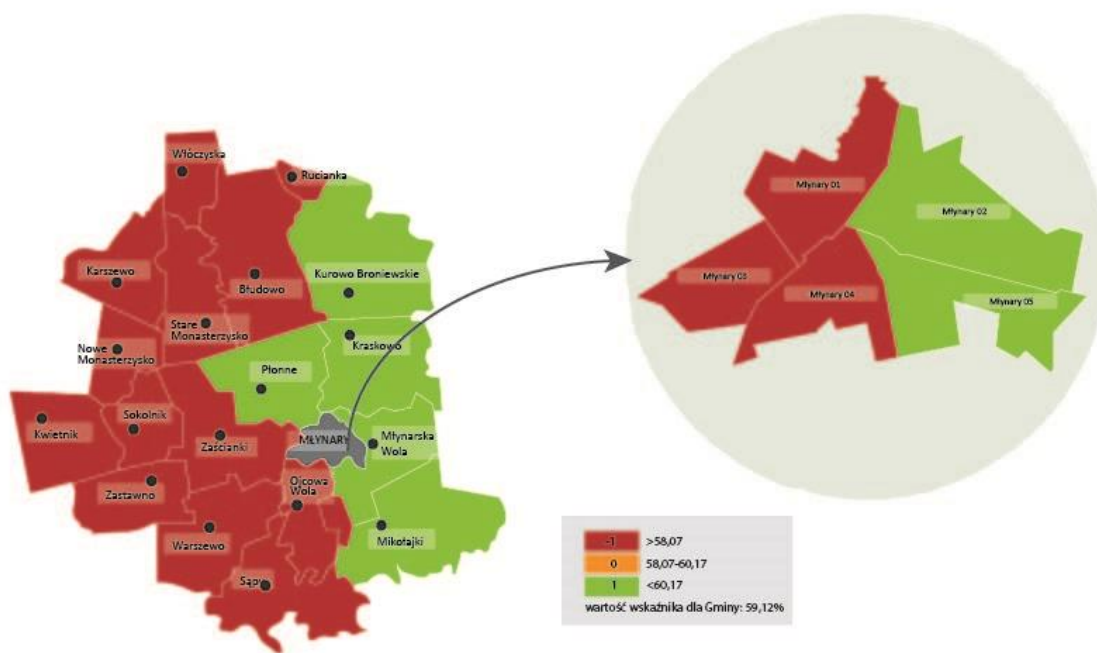 Włóczyska
Rucianka
Karszewo
Błudowo
Kurowo Broniewskie
Stare
Monasterzysko
Kraskowo
Nowe
Monasterzysko
Płonne
Kwietnik
Sokolnik
Zaścianki
MŁYNARY
Młynarska
Wola
Zastawno
Ojcowa
Wola
Warszewo
Mikołajki
Sąpy
Młynary 01
Młynary 02
Młynary 03
Młynary 04
Młynary 05
-1 >58,07
0 58,07-60,17
1 <60,17
wartość wskaźnika dla Gminy: 59,12%